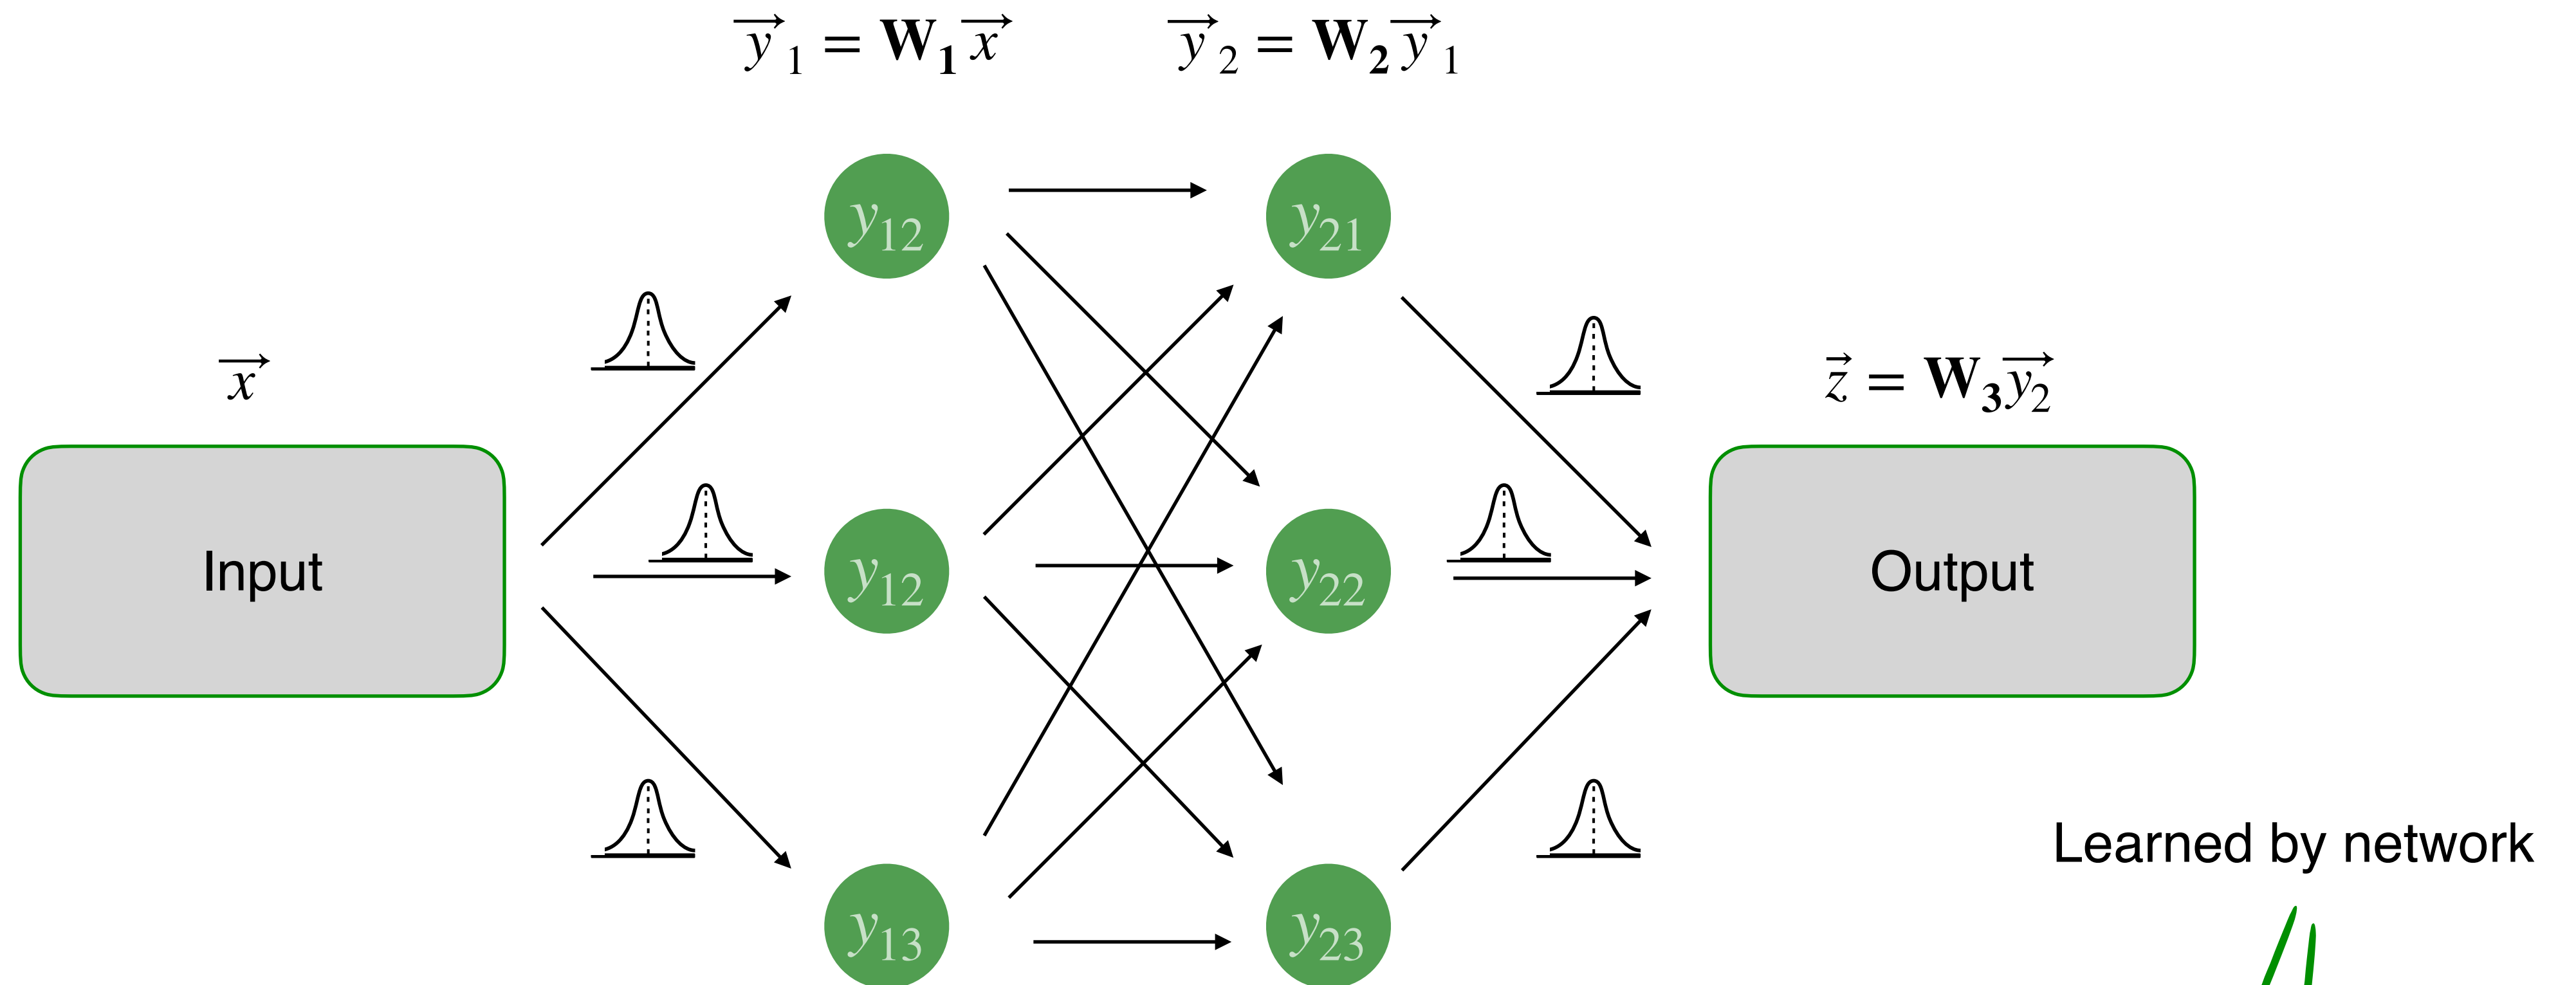 y⃗₁ = W₁x⃗
y⃗₂ = W₂y⃗₁
y₁₂
y₂₁
x⃗
z⃗ = W₃y⃗₂
Input
y₁₂
y₂₂
Output
Learned by network
y₁₃
y₂₃